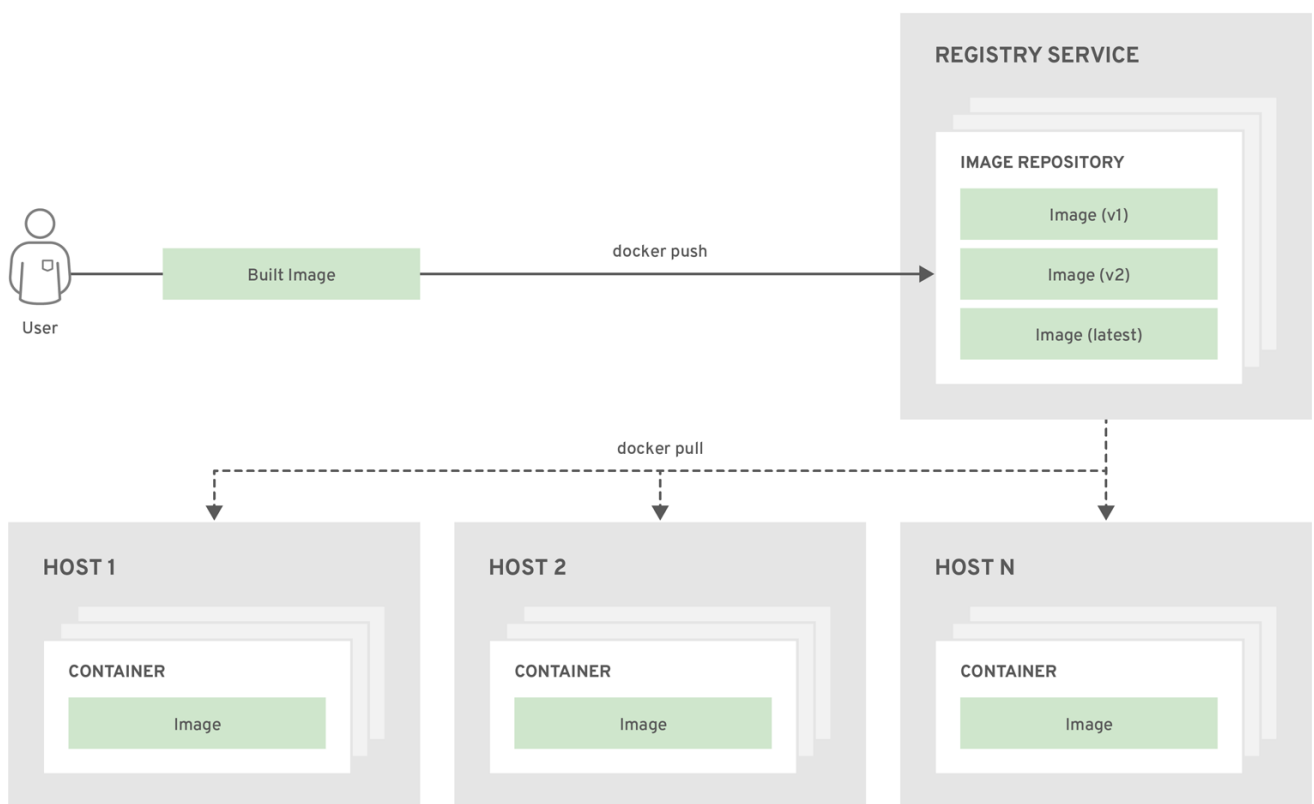 REGISTRY SERVICE
IMAGE REPOSITORY
Image (v1)
Image (v2)
Image (latest)
User
Built Image
docker push
docker pull
HOST 1
CONTAINER
Image
HOST 2
CONTAINER
Image
HOST N
CONTAINER
Image